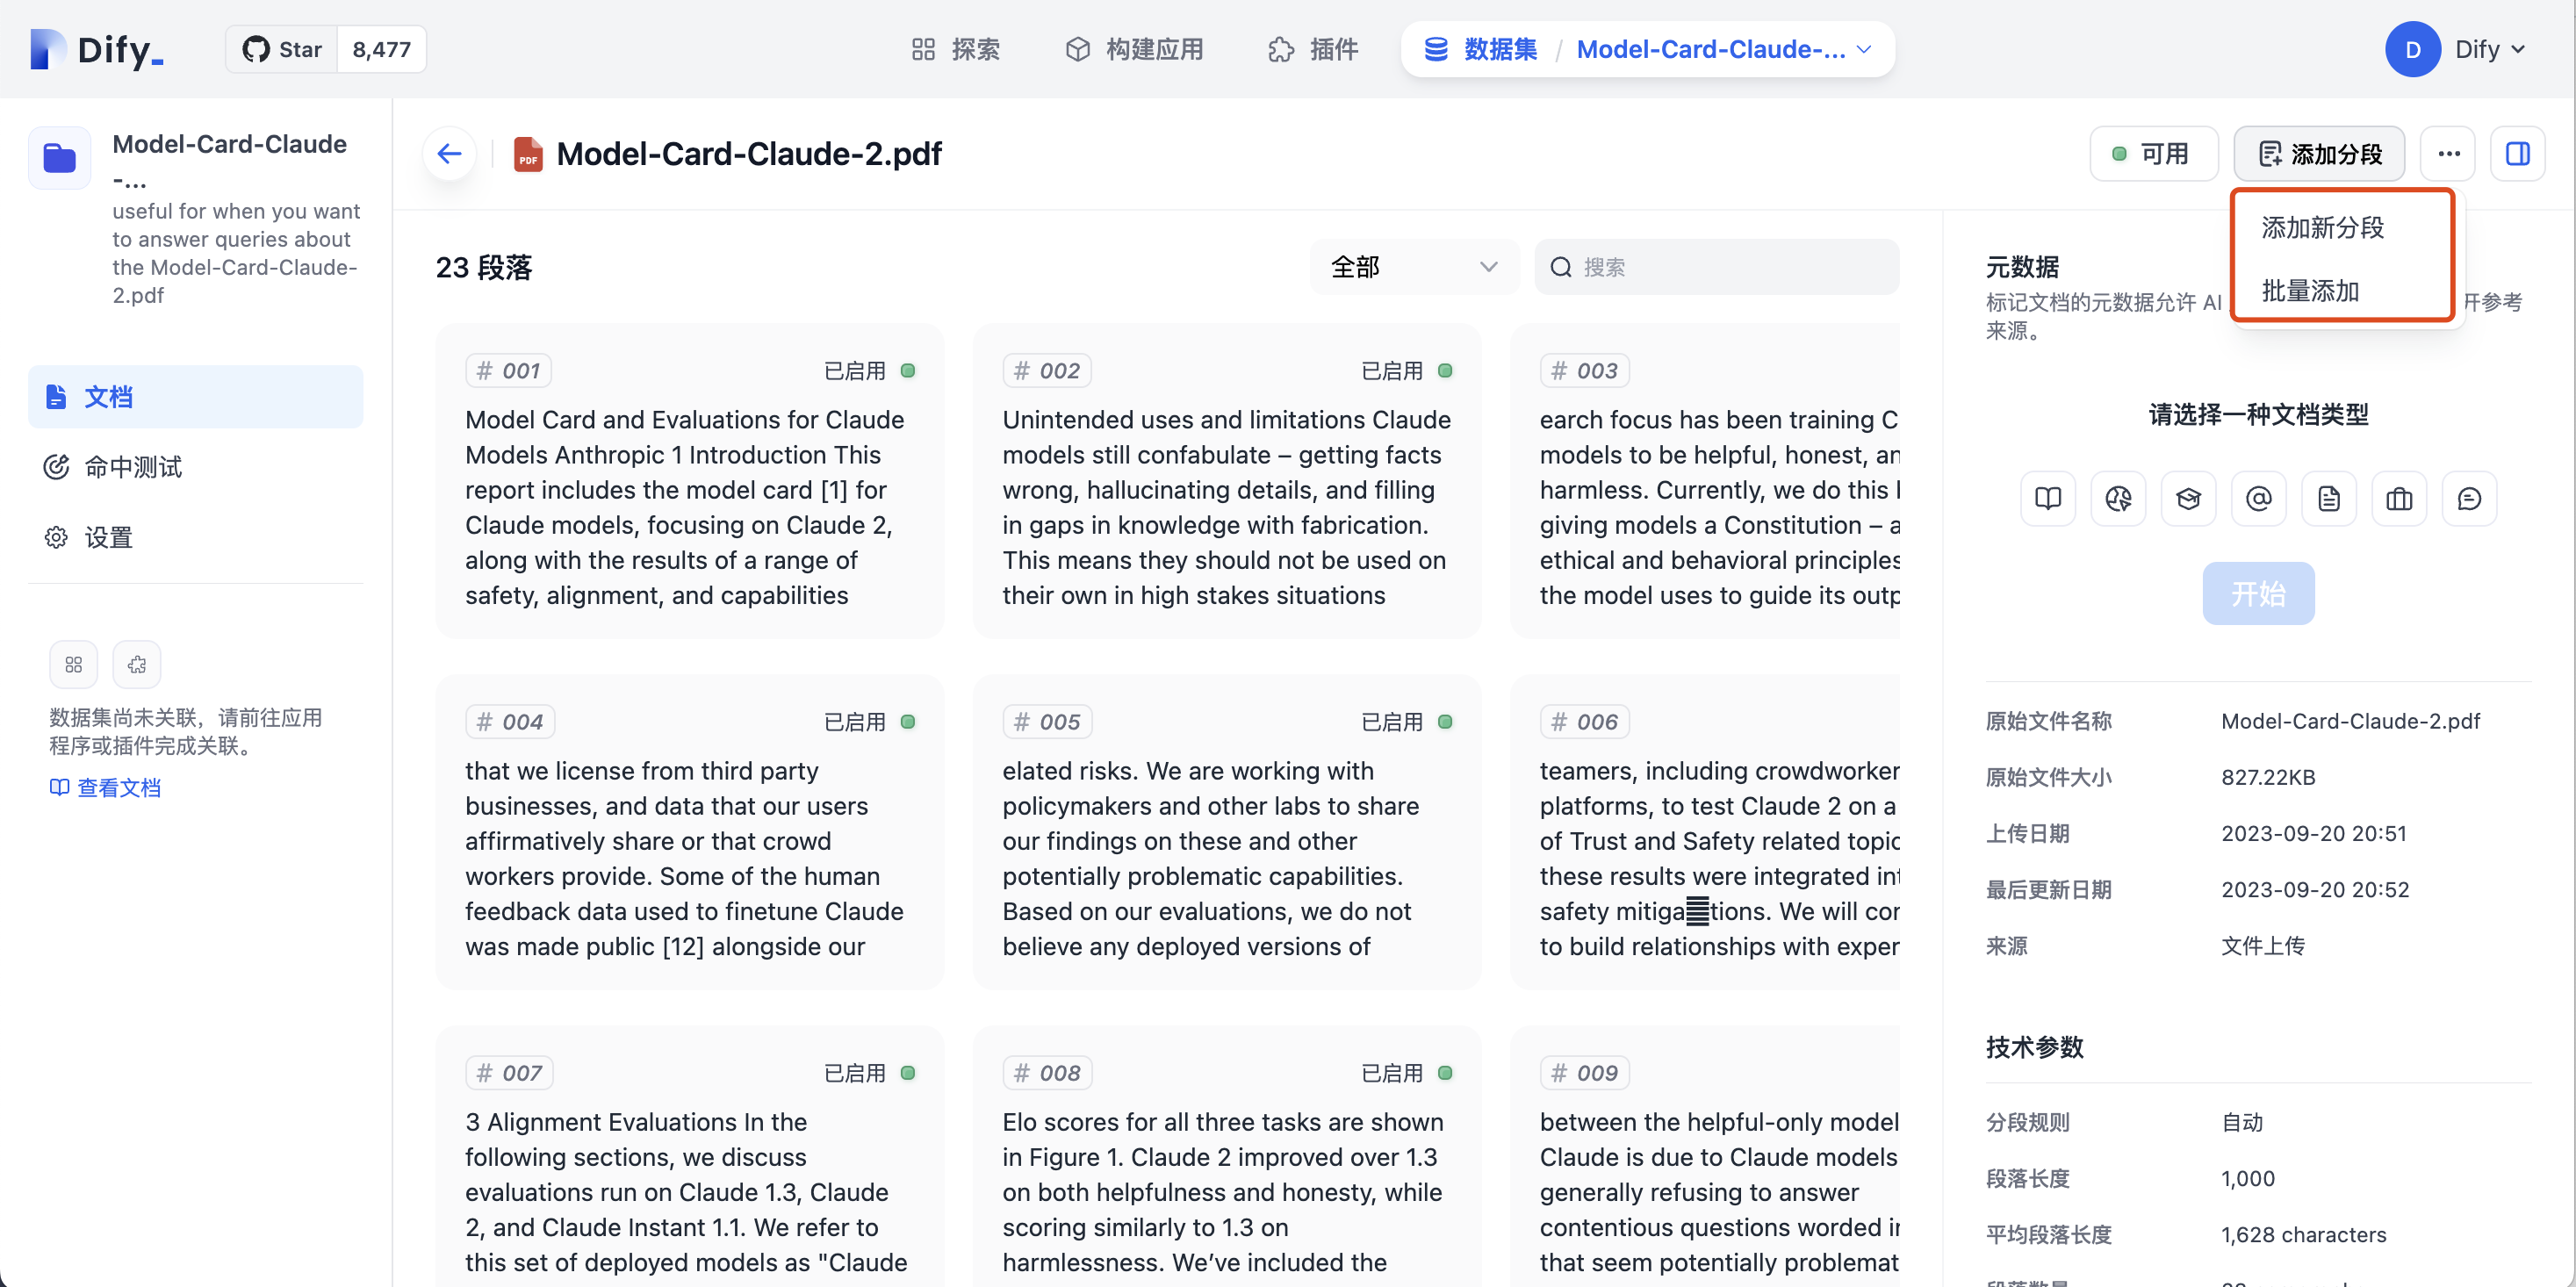 Dify_
Star 8,477
探索
构建应用
插件
数据集 / Model-Card-Claude-...
D Dify
Model-Card-Claude
-...
useful for when you want
to answer queries about
the Model-Card-Claude-
2.pdf
文档
命中测试
设置
数据集尚未关联，请前往应用
程序或插件完成关联。
查看文档
PDF Model-Card-Claude-2.pdf
可用
添加分段
添加新分段
批量添加
23 段落
全部
搜索
# 001 已启用
Model Card and Evaluations for Claude
Models Anthropic 1 Introduction This
report includes the model card [1] for
Claude models, focusing on Claude 2,
along with the results of a range of
safety, alignment, and capabilities
# 002 已启用
Unintended uses and limitations Claude
models still confabulate – getting facts
wrong, hallucinating details, and filling
in gaps in knowledge with fabrication.
This means they should not be used on
their own in high stakes situations
# 003
earch focus has been training C
models to be helpful, honest, an
harmless. Currently, we do this
giving models a Constitution – a
ethical and behavioral principles
the model uses to guide its outp
# 004 已启用
that we license from third party
businesses, and data that our users
affirmatively share or that crowd
workers provide. Some of the human
feedback data used to finetune Claude
was made public [12] alongside our
# 005 已启用
elated risks. We are working with
policymakers and other labs to share
our findings on these and other
potentially problematic capabilities.
Based on our evaluations, we do not
believe any deployed versions of
# 006
teamers, including crowdworker
platforms, to test Claude 2 on a
of Trust and Safety related topic
these results were integrated int
safety mitigations. We will cor
to build relationships with exper
# 007 已启用
3 Alignment Evaluations In the
following sections, we discuss
evaluations run on Claude 1.3, Claude
2, and Claude Instant 1.1. We refer to
this set of deployed models as "Claude
# 008 已启用
Elo scores for all three tasks are shown
in Figure 1. Claude 2 improved over 1.3
on both helpfulness and honesty, while
scoring similarly to 1.3 on
harmlessness. We’ve included the
# 009
between the helpful-only model
Claude is due to Claude models
generally refusing to answer
contentious questions worded in
that seem potentially problemat
元数据
标记文档的元数据允许 AI 开参考
来源。
请选择一种文档类型
开始
原始文件名称 Model-Card-Claude-2.pdf
原始文件大小 827.22KB
上传日期 2023-09-20 20:51
最后更新日期 2023-09-20 20:52
来源 文件上传
技术参数
分段规则 自动
段落长度 1,000
平均段落长度 1,628 characters